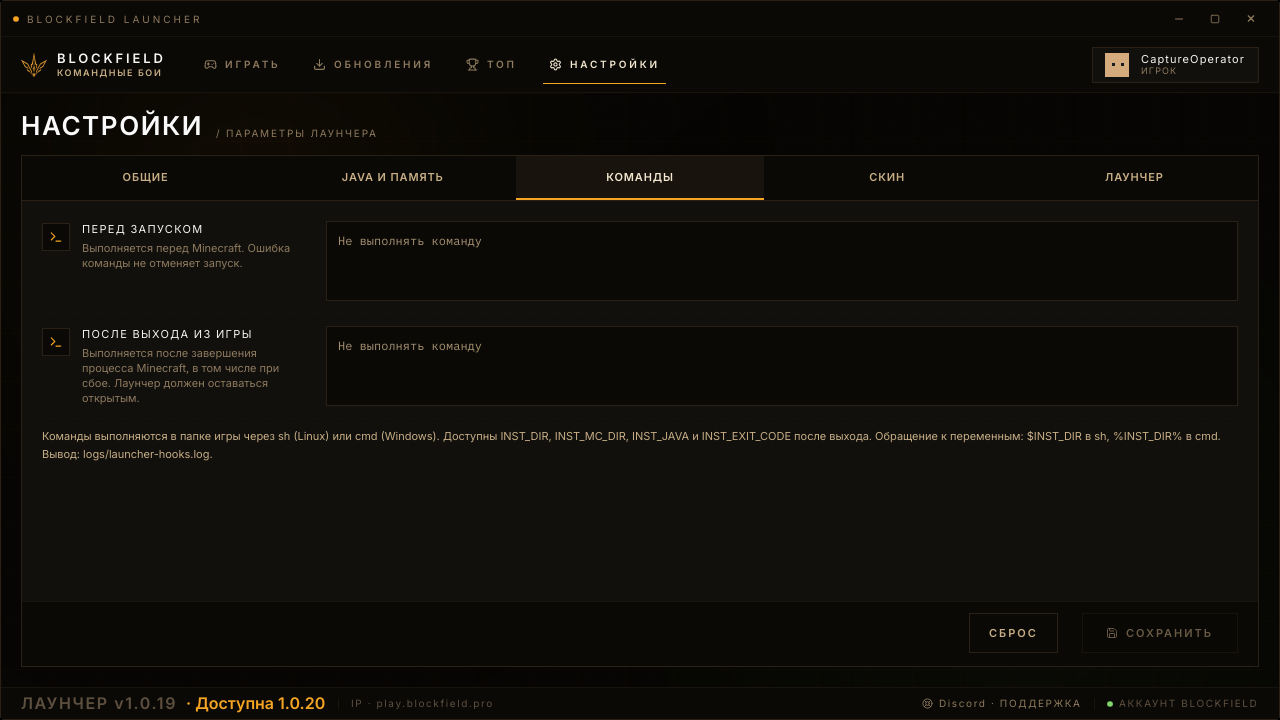 BLOCKFIELD LAUNCHER
BLOCKFIELD
КОМАНДНЫЕ БОИ
ИГРАТЬ
ОБНОВЛЕНИЯ
ТОП
НАСТРОЙКИ
CaptureOperator
ИГРОК
НАСТРОЙКИ / ПАРАМЕТРЫ ЛАУНЧЕРА
ОБЩИЕ
JAVA И ПАМЯТЬ
КОМАНДЫ
СКИН
ЛАУНЧЕР
ПЕРЕД ЗАПУСКОМ
Выполняется перед Minecraft. Ошибка
команды не отменяет запуск.
Не выполнять команду
ПОСЛЕ ВЫХОДА ИЗ ИГРЫ
Выполняется после завершения
процесса Minecraft, в том числе при
сбое. Лаунчер должен оставаться
открытым.
Не выполнять команду
Команды выполняются в папке игры через sh (Linux) или cmd (Windows). Доступны INST_DIR, INST_MC_DIR, INST_JAVA и INST_EXIT_CODE после выхода. Обращение к переменным: $INST_DIR в sh, %INST_DIR% в cmd.
Вывод: logs/launcher-hooks.log.
СБРОС
СОХРАНИТЬ
ЛАУНЧЕР v1.0.19 · Доступна 1.0.20
IP · play.blockfield.pro
Discord · ПОДДЕРЖКА
АККАУНТ BLOCKFIELD